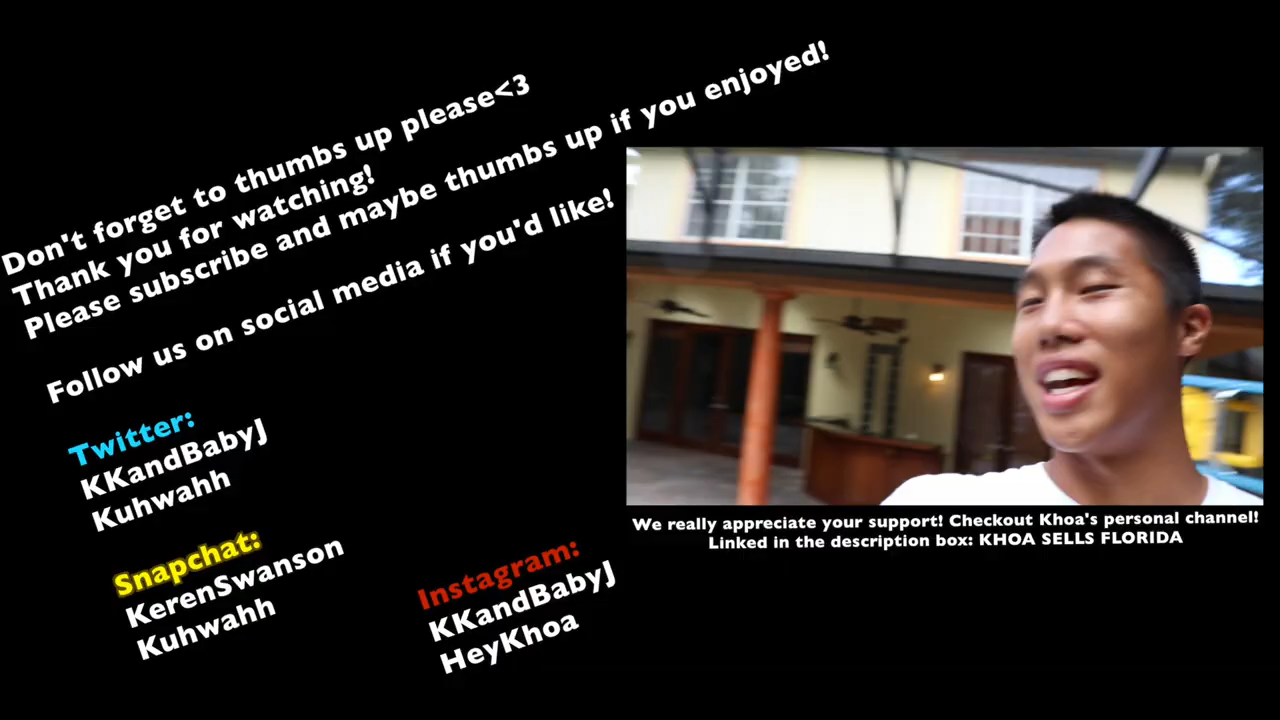 Don't forget to thumbs up please<3
Thank you for watching!
Please subscribe and maybe thumbs up if you enjoyed!
Follow us on social media if you'd like!
Twitter:
KKandBabyJ
Kuhwahh
Snapchat:
KerenSwanson
Kuhwahh
Instagram:
KKandBabyJ
HeyKhoa
We really appreciate your support! Checkout Khoa's personal channel!
Linked in the description box: KHOA SELLS FLORIDA